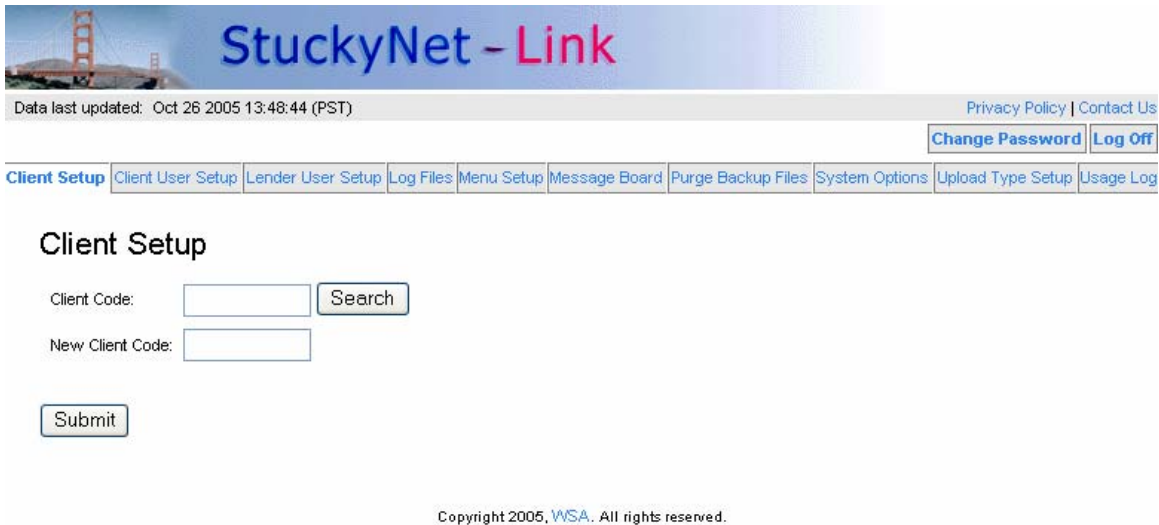 StuckyNet - Link
Data last updated: Oct 26 2005 13:48:44 (PST) Privacy Policy | Contact Us
Change Password Log Off
Client Setup Client User Setup Lender User Setup Log Files Menu Setup Message Board Purge Backup Files System Options Upload Type Setup Usage Log
Client Setup
Client Code: Search
New Client Code:
Submit
Copyright 2005, WSA. All rights reserved.